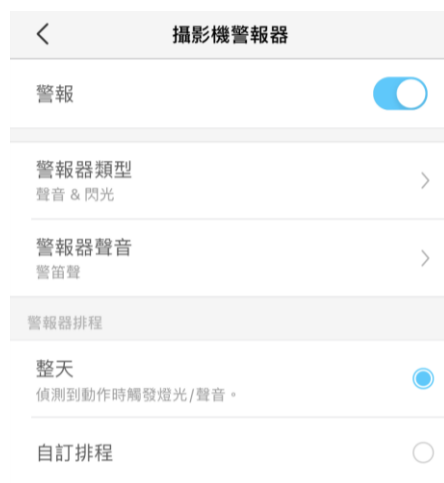 攝影機警報器
警報
警報器類型
聲音 & 閃光
警報器聲音
警笛聲
警報器排程
整天
偵測到動作時觸發燈光/聲音。
自訂排程